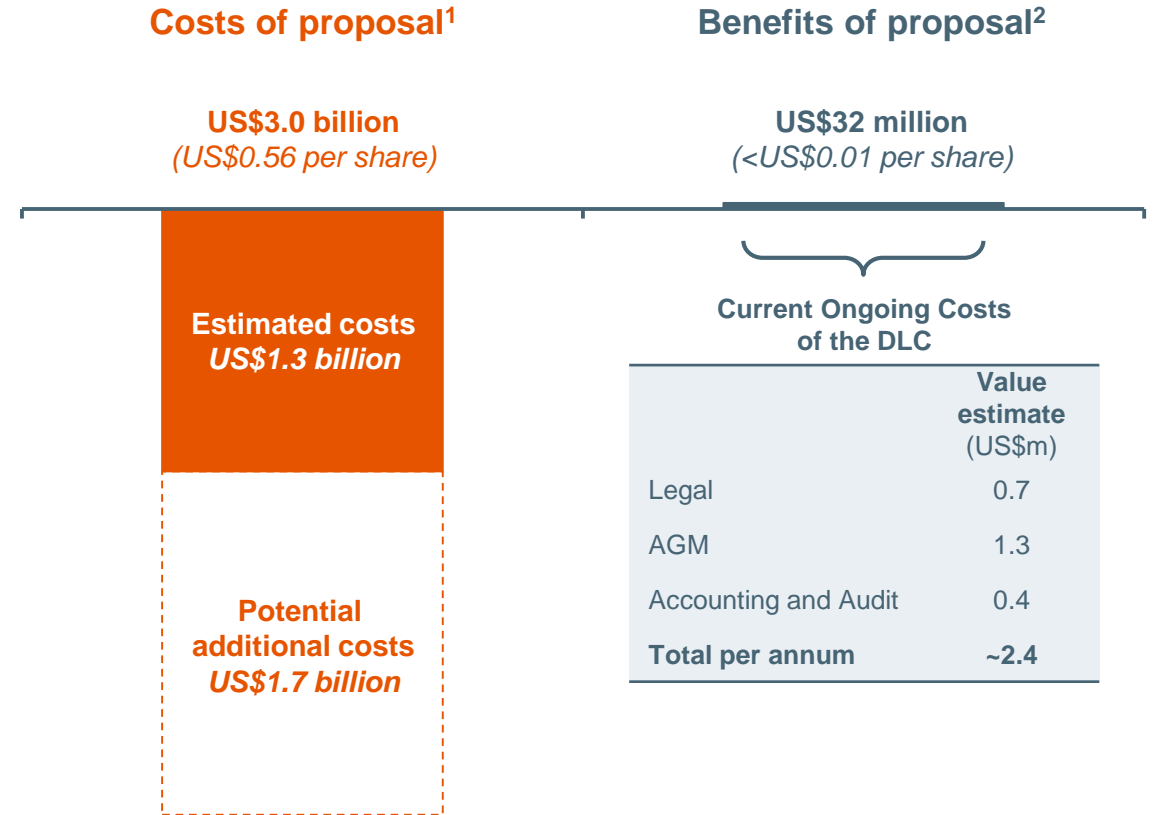 Costs of proposal¹
Benefits of proposal²
US$3.0 billion
(US$0.56 per share)
US$32 million
(<US$0.01 per share)
Estimated costs
US$1.3 billion
Potential
additional costs
US$1.7 billion
Current Ongoing Costs
of the DLC
Value
estimate
(US$m)
Legal 0.7
AGM 1.3
Accounting and Audit 0.4
Total per annum ~2.4